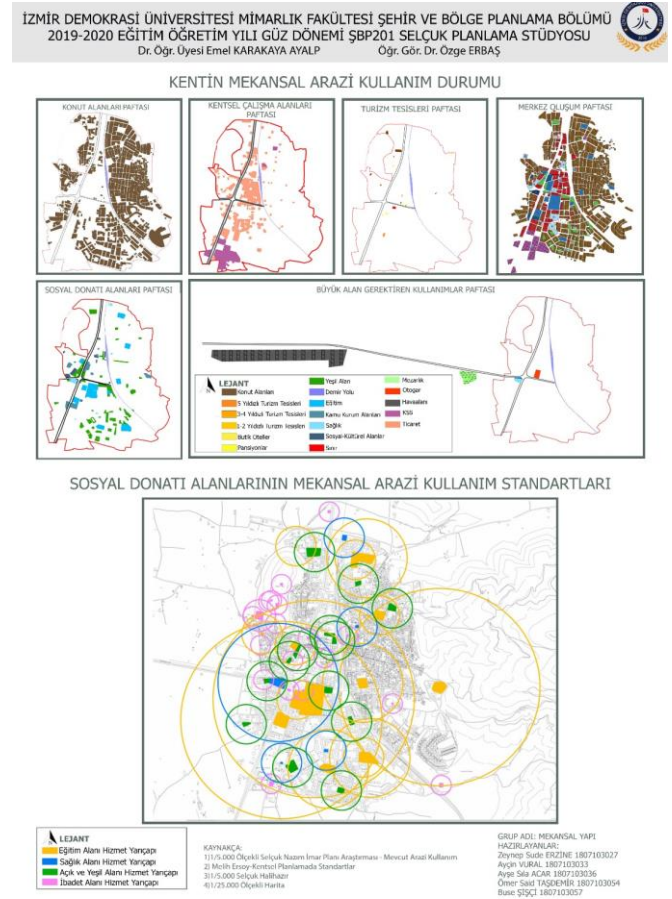 İZMİR DEMOKRASİ ÜNİVERSİTESİ MİMARLIK FAKÜLTESİ ŞEHİR VE BÖLGE PLANLAMA BÖLÜMÜ
2019-2020 EĞİTİM ÖĞRETİM YILI GÜZ DÖNEMİ ŞBP201 SELÇUK PLANLAMA STÜDYOSU
Dr. Öğr. Üyesi Emel KARAKAYA AYALP Öğr. Gör. Dr. Özge ERBAŞ
KENTİN MEKANSAL ARAZİ KULLANIM DURUMU
KONUT ALANLARI PAFTASI
KENTSEL ÇALIŞMA ALANLARI
PAFTASI
TURİZM TESİSLERİ PAFTASI
MERKEZ OLUŞUM PAFTASI
SOSYAL DONATI ALANLARI PAFTASI
BÜYÜK ALAN GEREKTİREN KULLANIMLAR PAFTASI
LEJANT
Konut Alanları
5 Yıldızlı Turizm Tesisleri
3-4 Yıldızlı Turizm Tesisleri
1-2 Yıldızlı Turizm Tesisleri
Butik Oteller
Pansiyonlar
Yeşil Alan
Demir Yolu
Eğitim
Kamu Kurum Alanları
Sağlık
Sosyal-Kültürel Alanlar
Sınır
Mezarlık
Otogar
Havaalanı
KSS
Ticaret
SOSYAL DONATI ALANLARININ MEKANSAL ARAZİ KULLANIM STANDARTLARI
LEJANT
Eğitim Alanı Hizmet Yarıçapı
Sağlık Alanı Hizmet Yarıçapı
Açık ve Yeşil Alanı Hizmet Yarıçapı
İbadet Alanı Hizmet Yarıçapı
KAYNAKÇA:
1)1/5.000 Ölçekli Selçuk Nazım İmar Planı Araştırması - Mevcut Arazi Kullanım
2) Melih Ersoy-Kentsel Planlamada Standartlar
3)1/5.000 Selçuk Halihazır
4)1/25.000 Ölçekli Harita
GRUP ADI: MEKANSAL YAPI
HAZIRLAYANLAR:
Zeynep Sude ERZİNE 1807103027
Ayçin VURAL 1807103033
Ayşe Sıla ACAR 1807103036
Ömer Said TAŞDEMİR 1807103054
Buse ŞİŞÇİ 1807103057